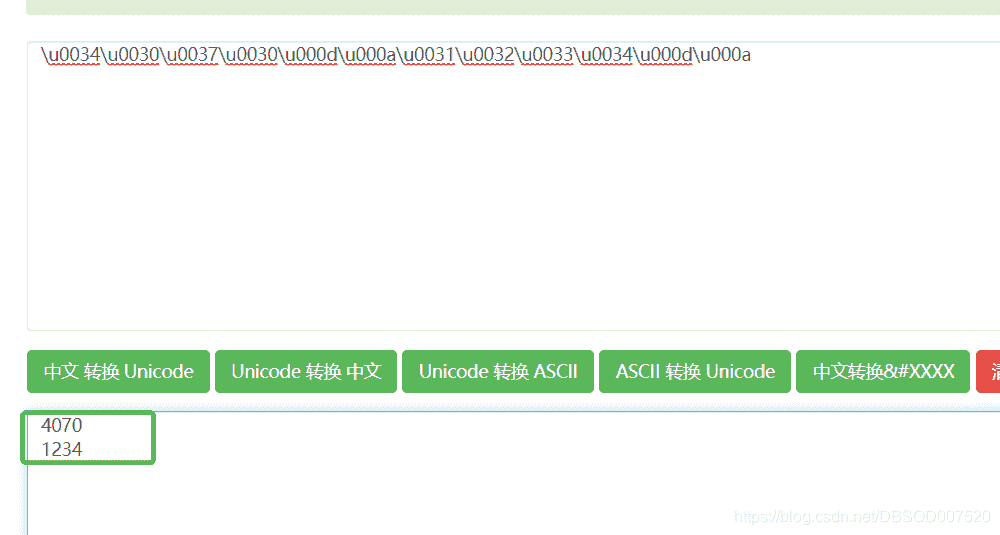 \u0034\u0030\u0037\u0030\u000d\u000a\u0031\u0032\u0033\u0034\u000d\u000a
中文 转换 Unicode Unicode 转换 中文 Unicode 转换 ASCII ASCII 转换 Unicode 中文转换&#XXXX
4070
1234
https://blog.csdn.net/DBSQD007520